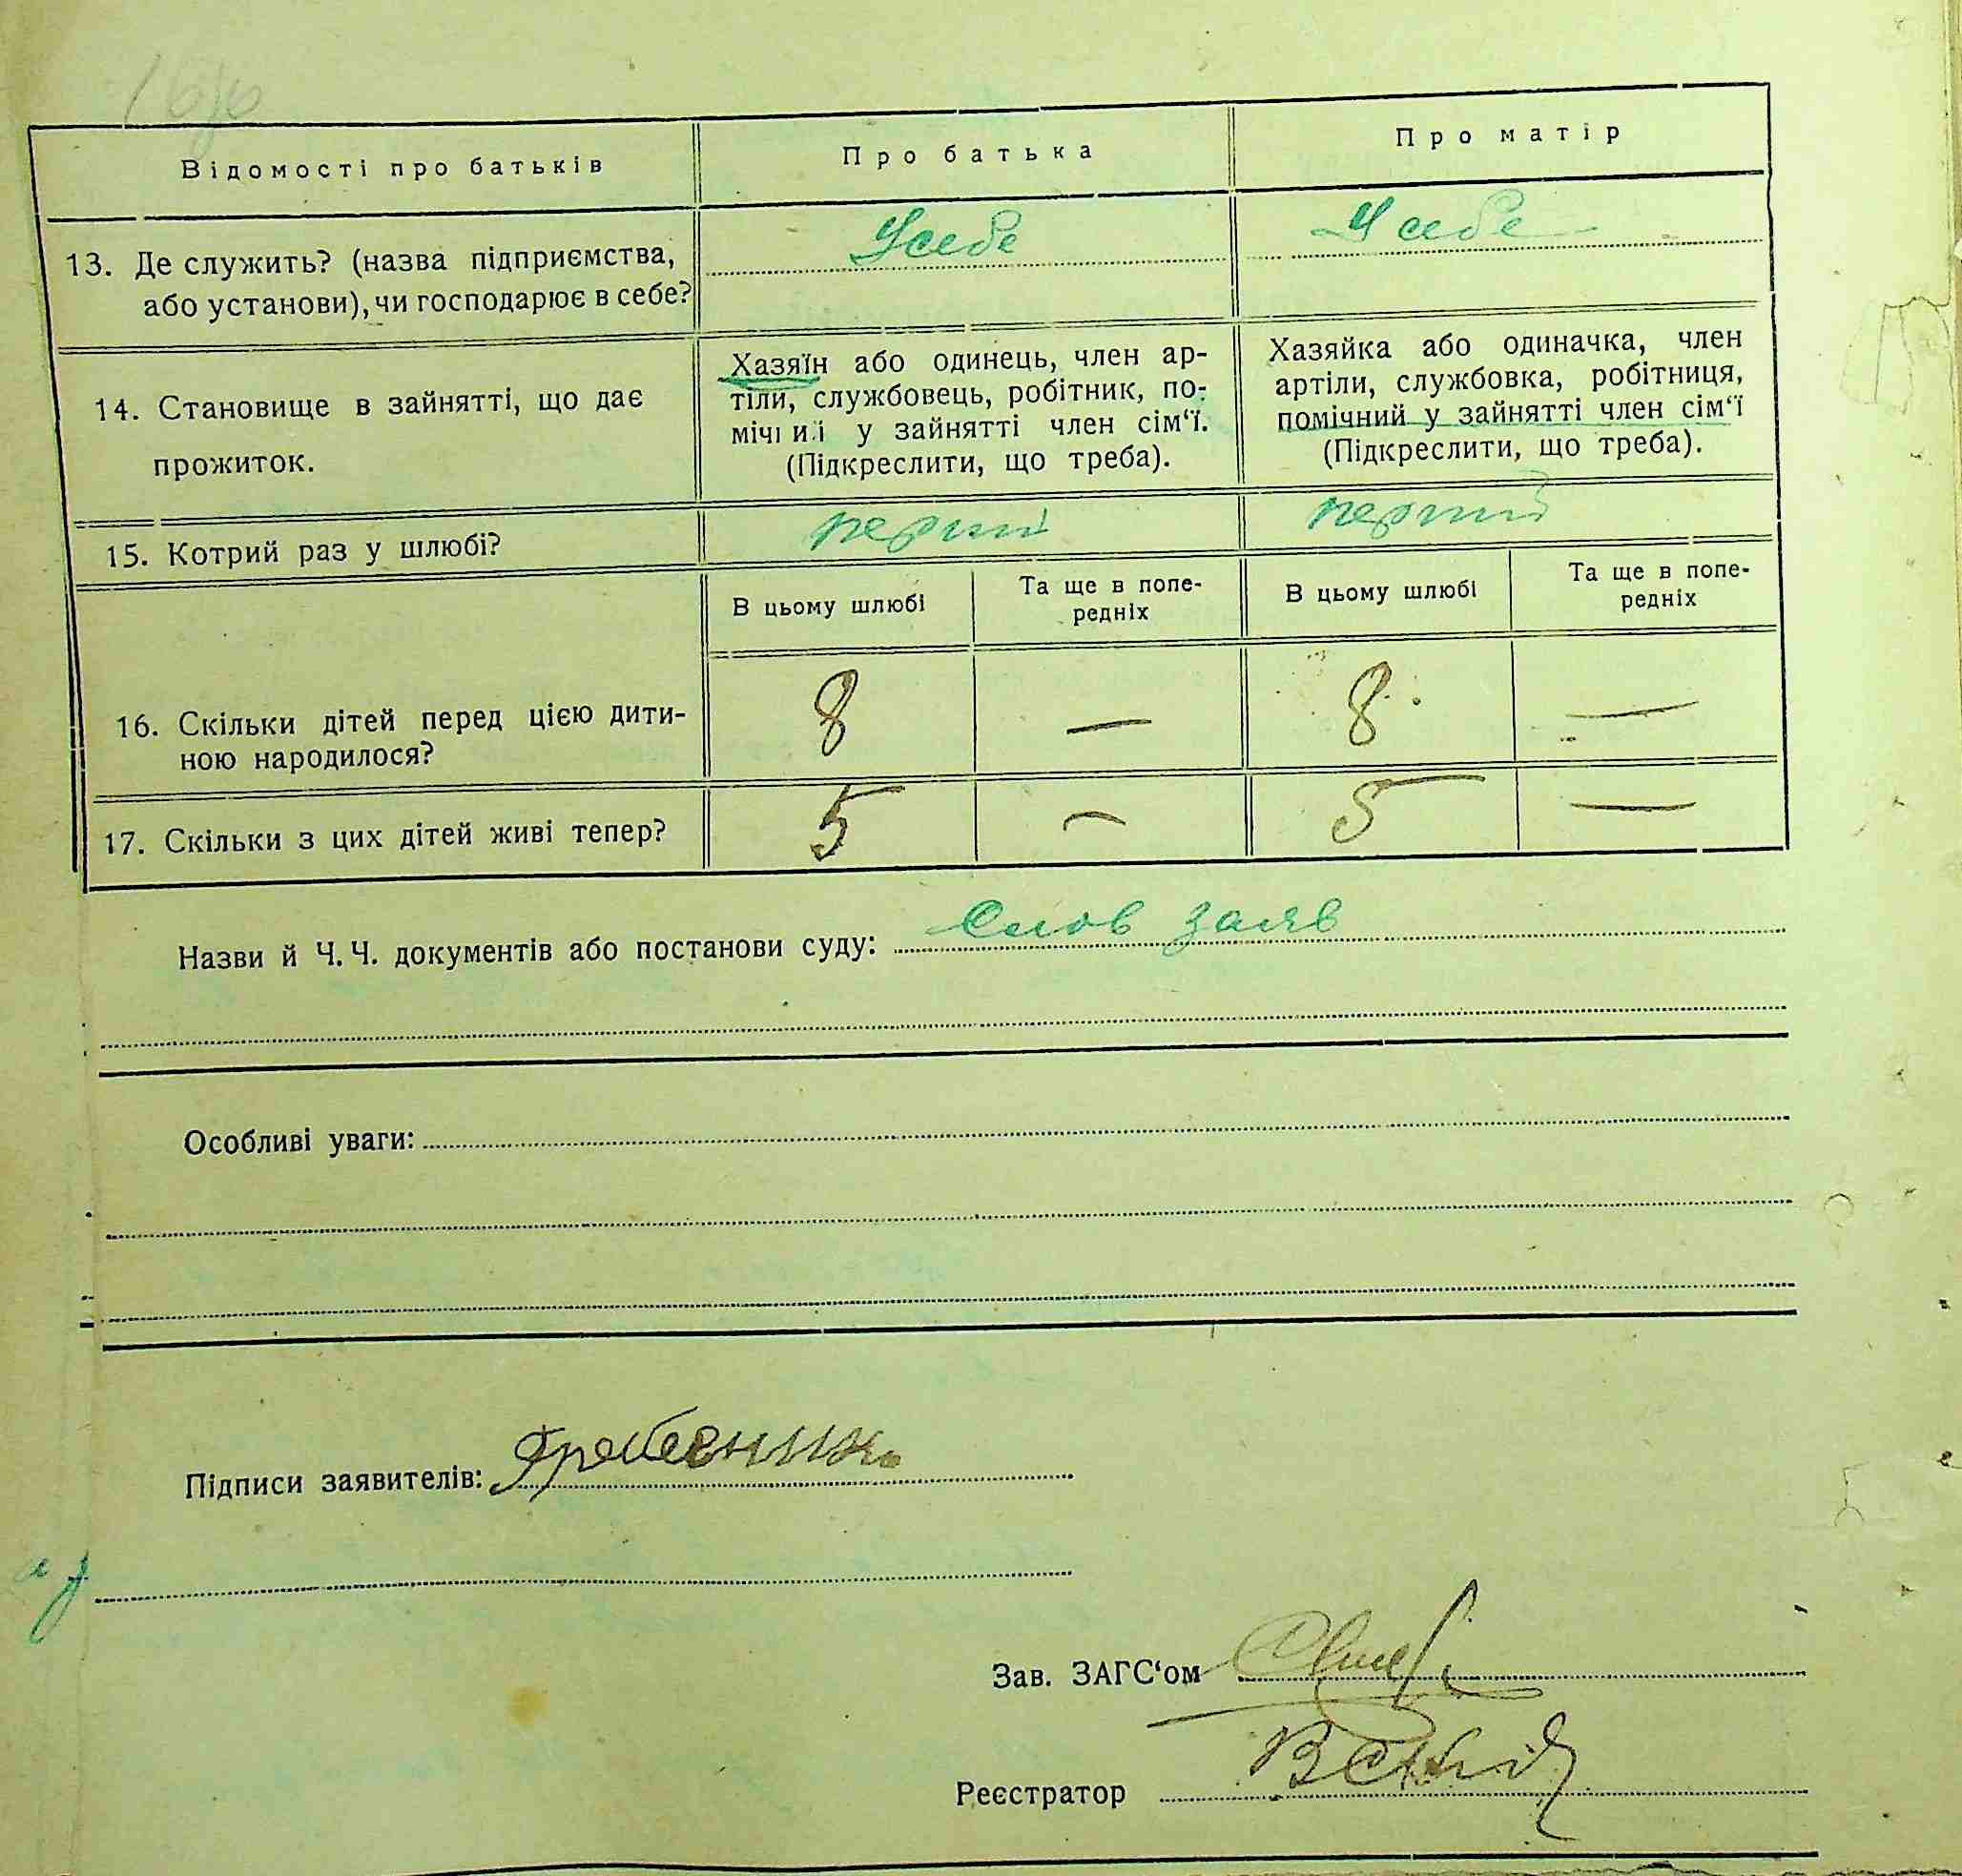 Відомості про батьків
Про батька
Про матір
13. Де служить? (назва підприємства,
або установи), чи господарює в себе?
Усебе
У себе
14. Становище в зайнятті, що дає
прожиток.
Хазяїн або одинець, член ар-
тіли, службовець, робітник, по-
мічний у зайнятті член сім‘ї.
(Підкреслити, що треба).
Хазяйка або одиначка, член
артіли, службовка, робітниця,
помічний у зайнятті член сім‘ї
(Підкреслити, що треба).
15. Котрий раз у шлюбі?
перший
перший
В цьому шлюбі
Та ще в попе-
редніх
В цьому шлюбі
Та ще в попе-
редніх
16. Скільки дітей перед цією дити-
ною народилося?
8 — 8 —
17. Скільки з цих дітей живі тепер?
5 — 5 —
Назви й Ч. Ч. документів або постанови суду: Слов заяв
Особливі уваги:
Підписи заявителів: Гребенник
Зав. ЗАГС‘ом
Реєстратор